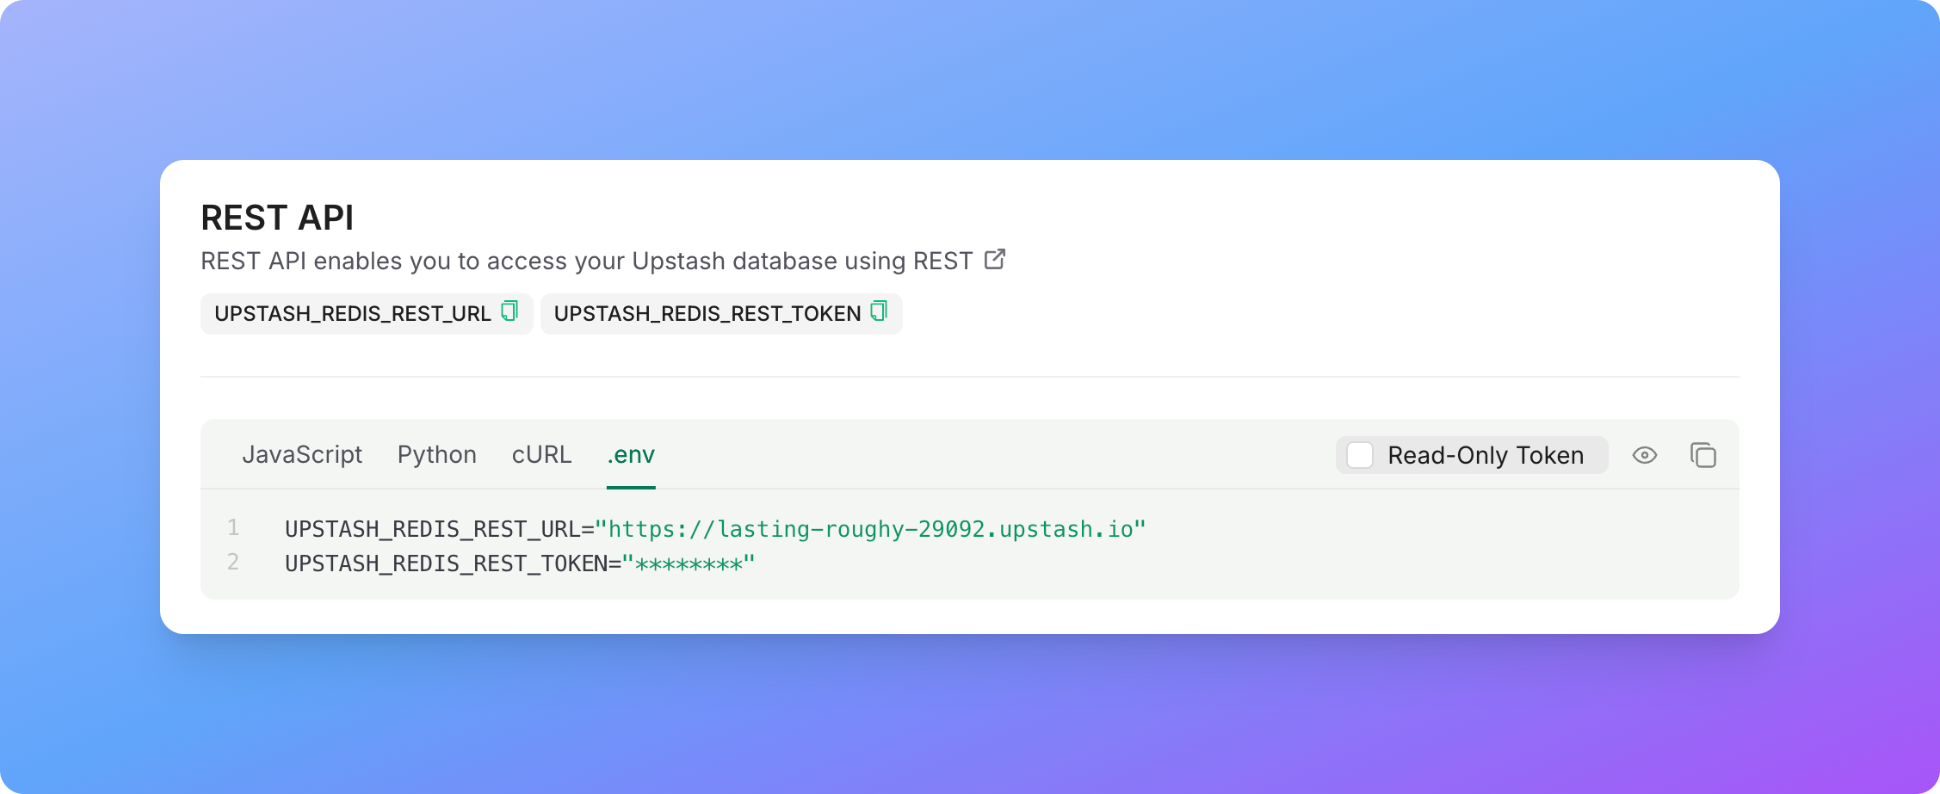 REST API
REST API enables you to access your Upstash database using REST
UPSTASH_REDIS_REST_URL UPSTASH_REDIS_REST_TOKEN
JavaScript Python cURL .env Read-Only Token
1 UPSTASH_REDIS_REST_URL="https://lasting-roughy-29092.upstash.io"
2 UPSTASH_REDIS_REST_TOKEN="********"